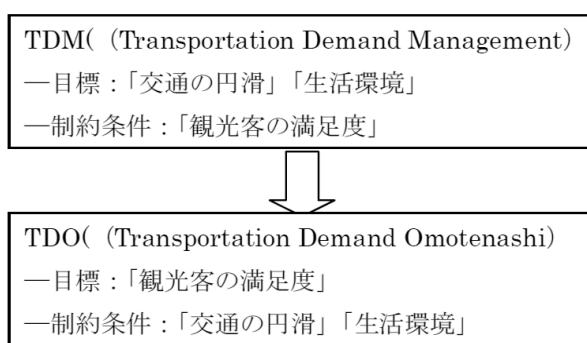 TDM(（Transportation Demand Management）
―目標：「交通の円滑」「生活環境」
―制約条件：「観光客の満足度」
TDO(（Transportation Demand Omotenashi）
―目標：「観光客の満足度」
―制約条件：「交通の円滑」「生活環境」